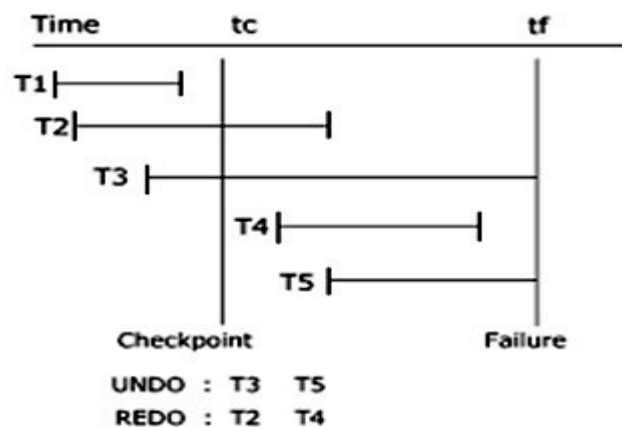 Time tc tf
T1
T2
T3
T4
T5
Checkpoint Failure
UNDO : T3 T5
REDO : T2 T4